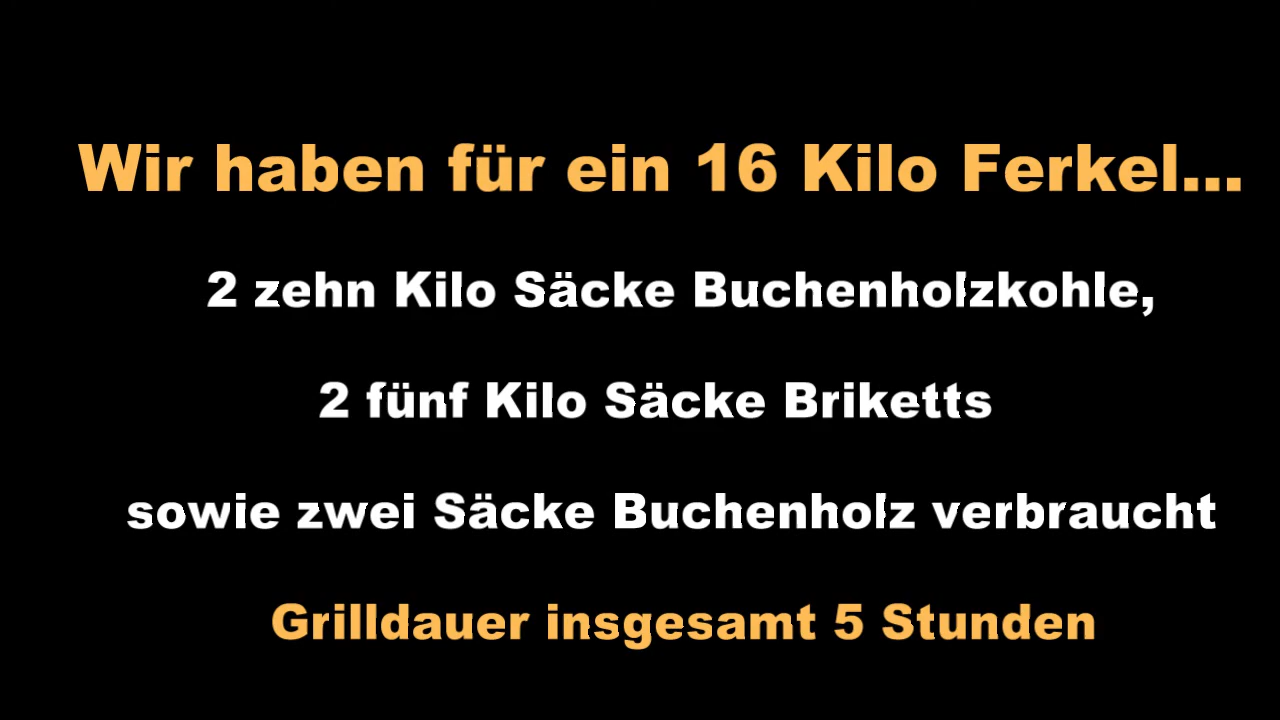 Wir haben für ein 16 Kilo Ferkel...
2 zehn Kilo Säcke Buchenholzkohle,
2 fünf Kilo Säcke Briketts
sowie zwei Säcke Buchenholz verbraucht
Grilldauer insgesamt 5 Stunden